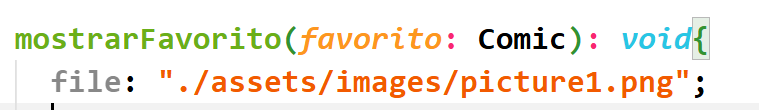 mostrarFavorito(favorito: Comic): void{
file: "./assets/images/picture1.png";